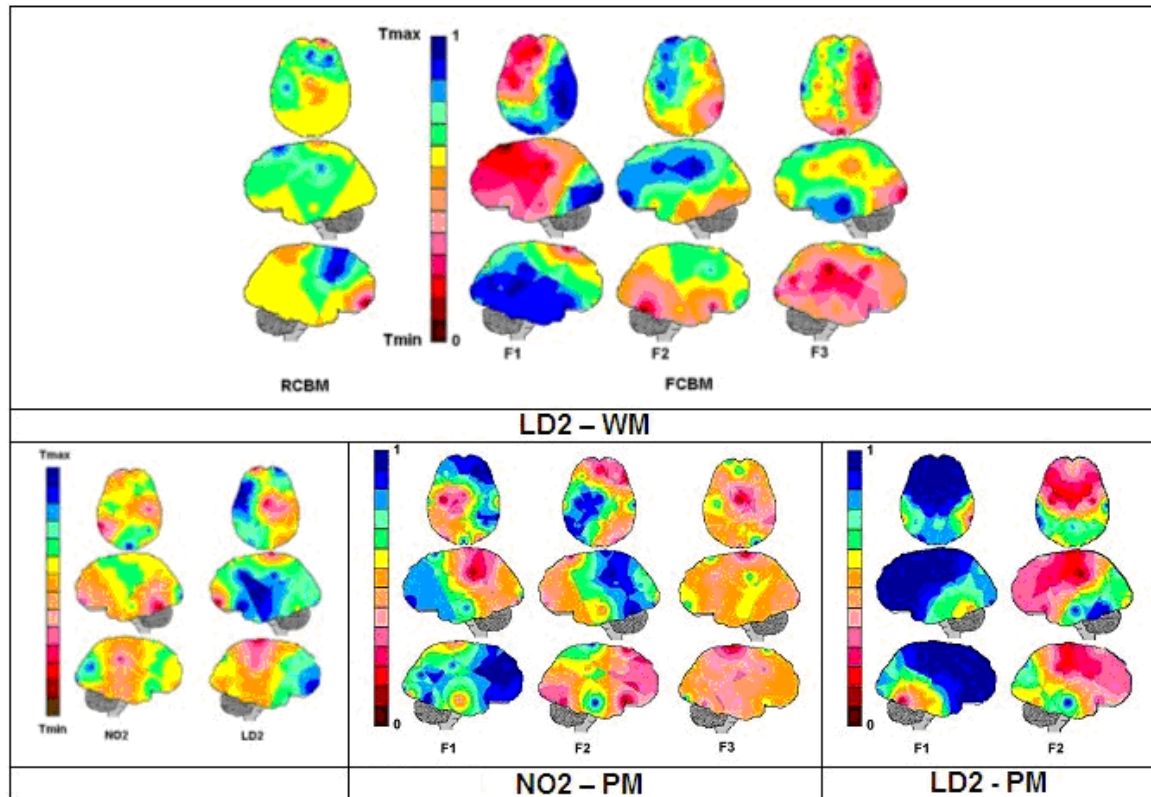 Tmax 1
Tmin 0
F1 F2 F3
RCBM FCBM
LD2 – WM
Tmax
Tmin
NO2 LD2
1
0
F1 F2 F3
1
0
F1 F2
NO2 – PM LD2 - PM